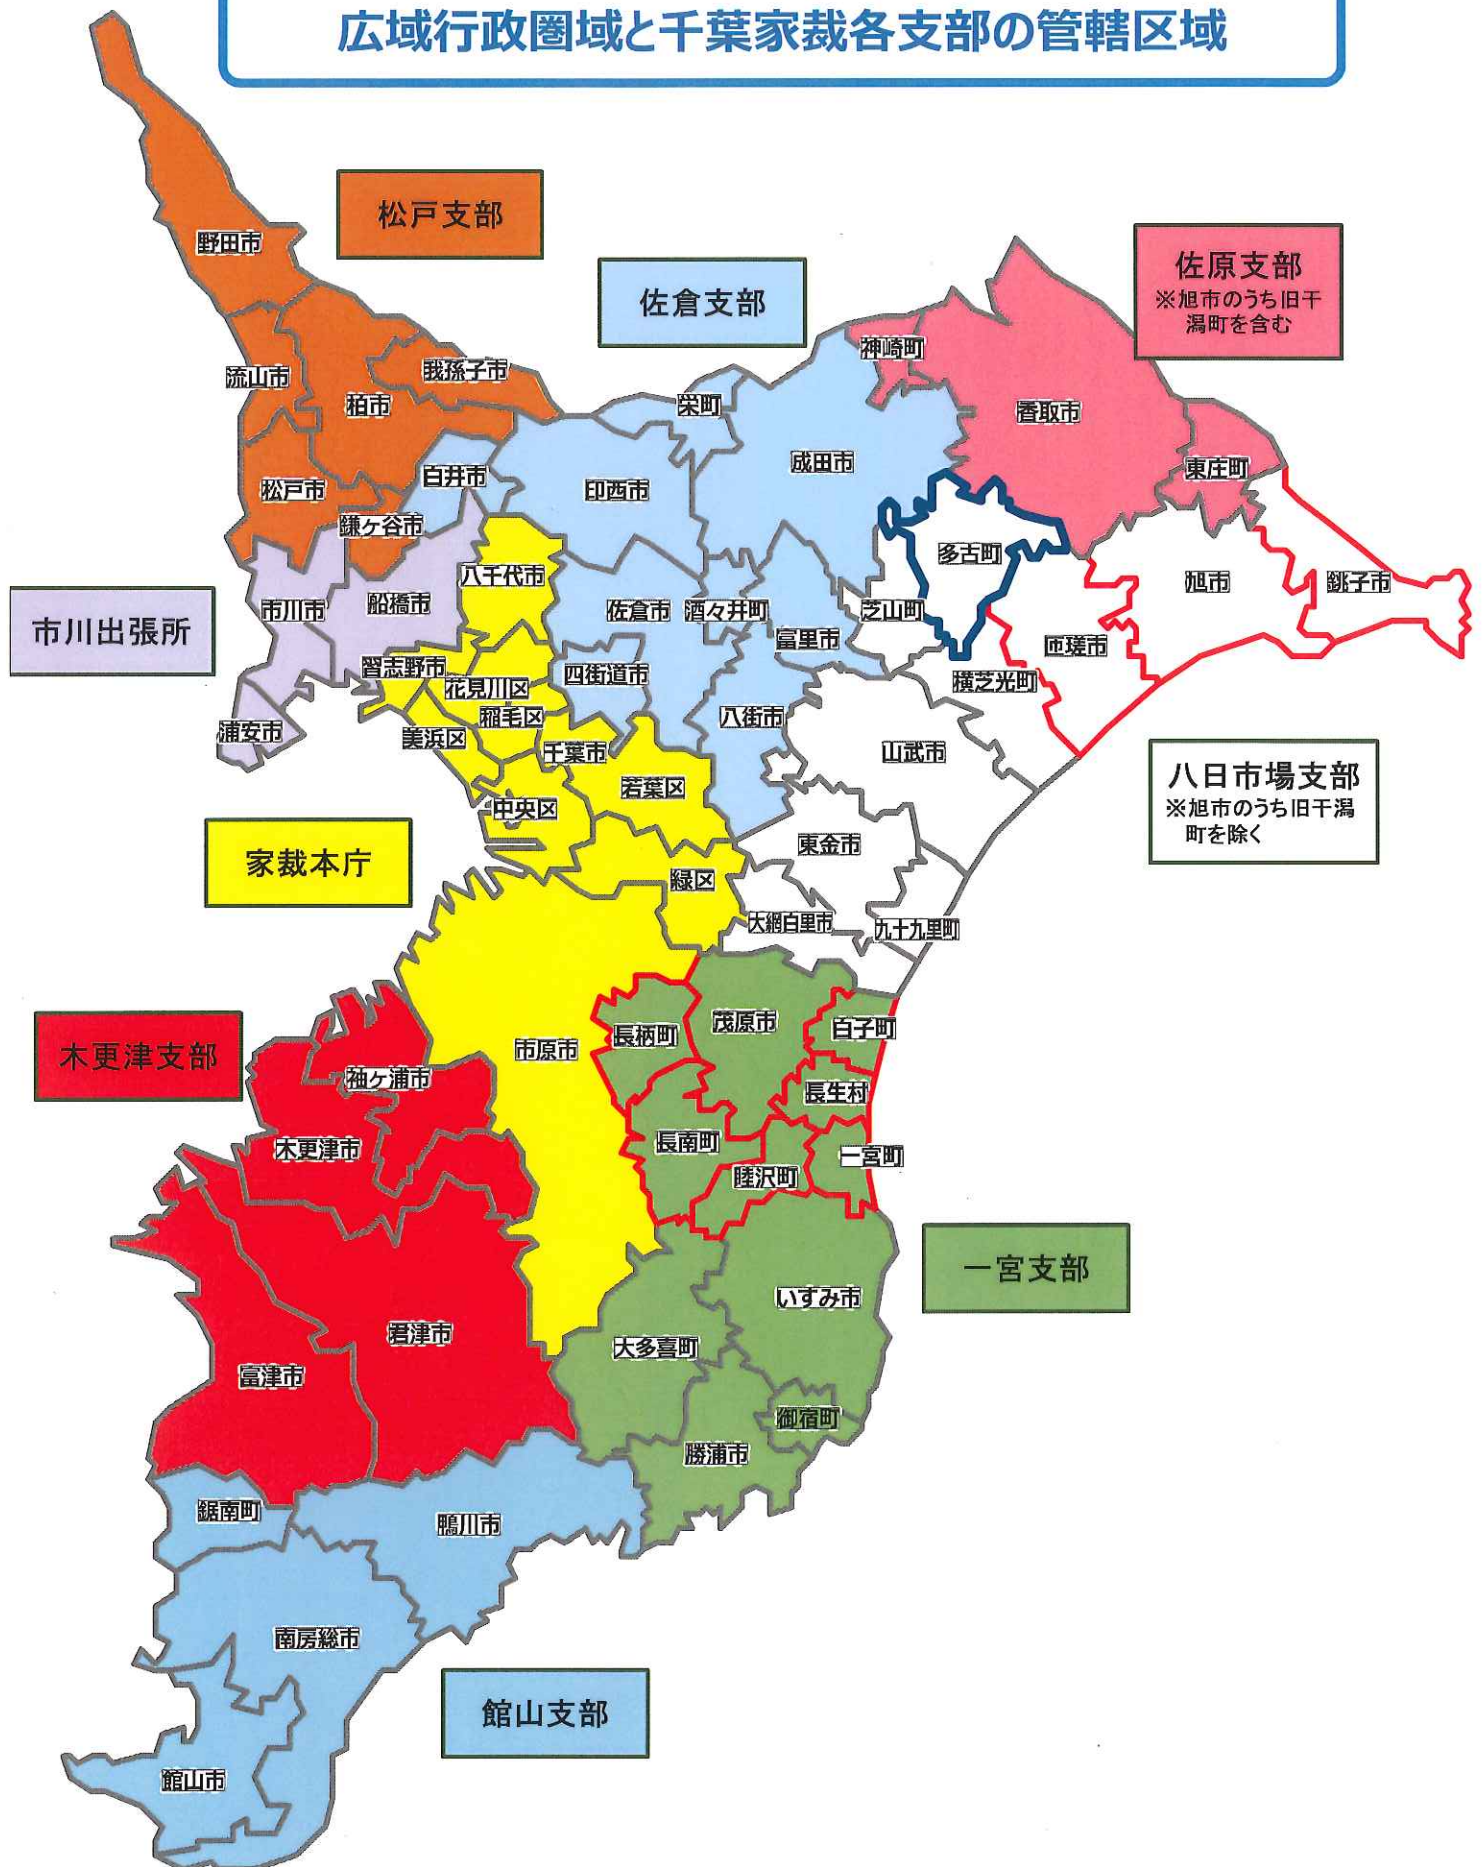 広域行政圏域と千葉家裁各支部の管轄区域
松戸支部
野田市
佐倉支部
佐原支部
※旭市のうち旧干
潟町を含む
神崎町
流山市
我孫子市
柏市
栄町
香取市
成田市
東庄町
白井市
松戸市
印西市
鎌ヶ谷市
多古町
八千代市
旭市
銚子市
市川出張所
市川市
船橋市
佐倉市
酒々井町
芝山町
富里市
匝瑳市
習志野市
四街道市
花見川区
横芝光町
稲毛区
八街市
浦安市
美浜区
千葉市
山武市
若葉区
八日市場支部
※旭市のうち旧干潟
町を除く
中央区
家裁本庁
東金市
緑区
大網白里市
九十九里町
木更津支部
長柄町
茂原市
白子町
市原市
袖ヶ浦市
長生村
木更津市
長南町
一宮町
睦沢町
一宮支部
いすみ市
君津市
大多喜町
富津市
御宿町
勝浦市
鋸南町
鴨川市
南房総市
館山支部
館山市